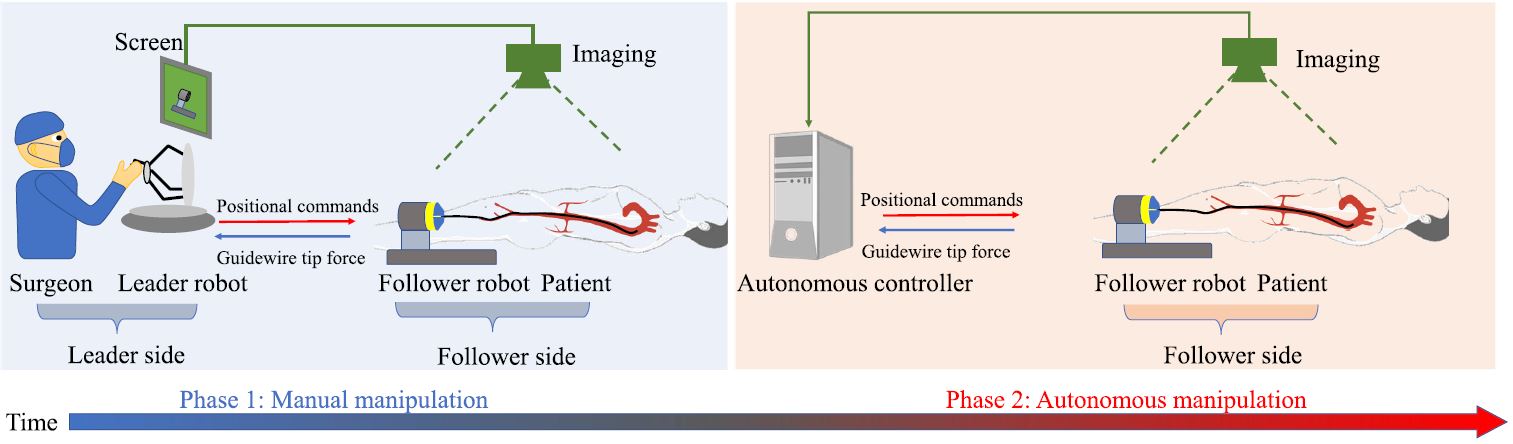 Screen
Imaging
Positional commands
Guidewire tip force
Surgeon
Leader robot
Follower robot
Patient
Leader side
Follower side
Imaging
Positional commands
Guidewire tip force
Autonomous controller
Follower robot
Patient
Follower side
Phase 1: Manual manipulation
Phase 2: Autonomous manipulation
Time